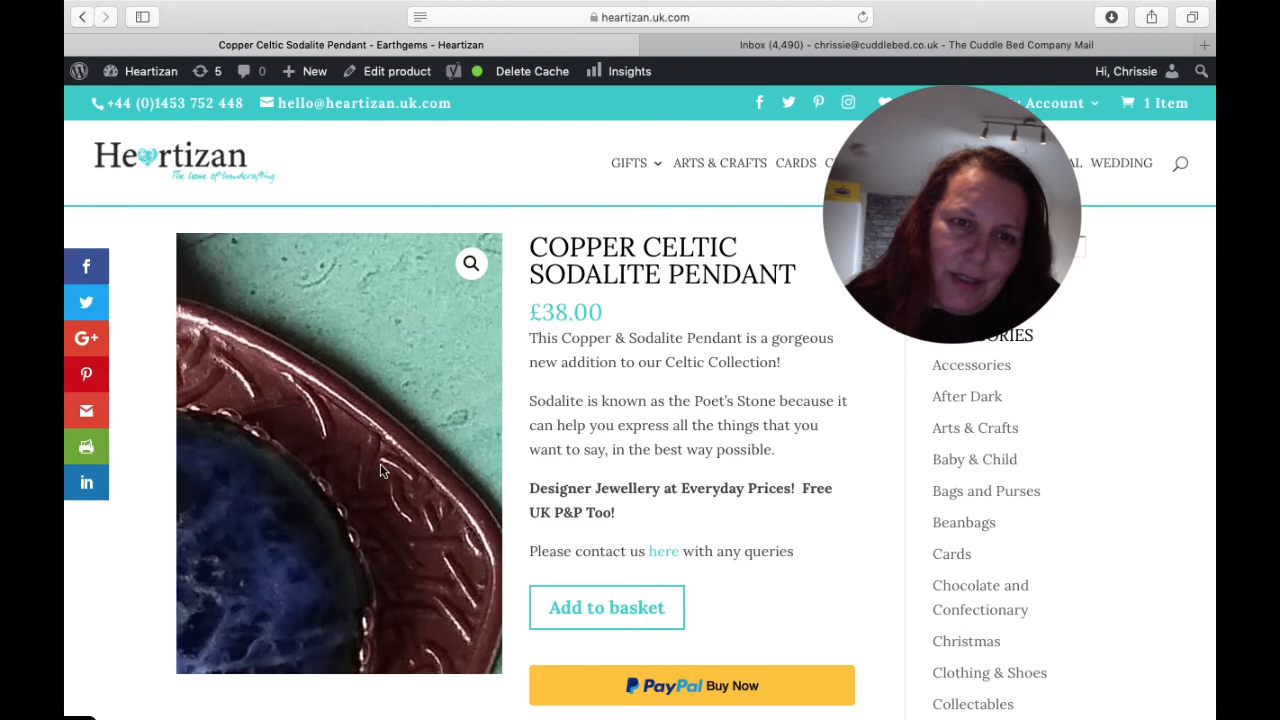 heartizan.uk.com
Copper Celtic Sodalite Pendant - Earthgems - Heartizan
Inbox (4,490) - chrissie@cuddlebed.co.uk - The Cuddle Bed Company Mail
Heartizan 5 0 New Edit product Delete Cache Insights Hi, Chrissie
+44 (0)1453 752 448 hello@heartizan.uk.com Account 1 Item
Heartizan
The home of handcrafting
GIFTS ARTS & CRAFTS CARDS WEDDING
COPPER CELTIC
SODALITE PENDANT
£38.00
This Copper & Sodalite Pendant is a gorgeous
new addition to our Celtic Collection!
Sodalite is known as the Poet’s Stone because it
can help you express all the things that you
want to say, in the best way possible.
Designer Jewellery at Everyday Prices! Free
UK P&P Too!
Please contact us here with any queries
Add to basket
PayPal Buy Now
Accessories
After Dark
Arts & Crafts
Baby & Child
Bags and Purses
Beanbags
Cards
Chocolate and
Confectionary
Christmas
Clothing & Shoes
Collectables